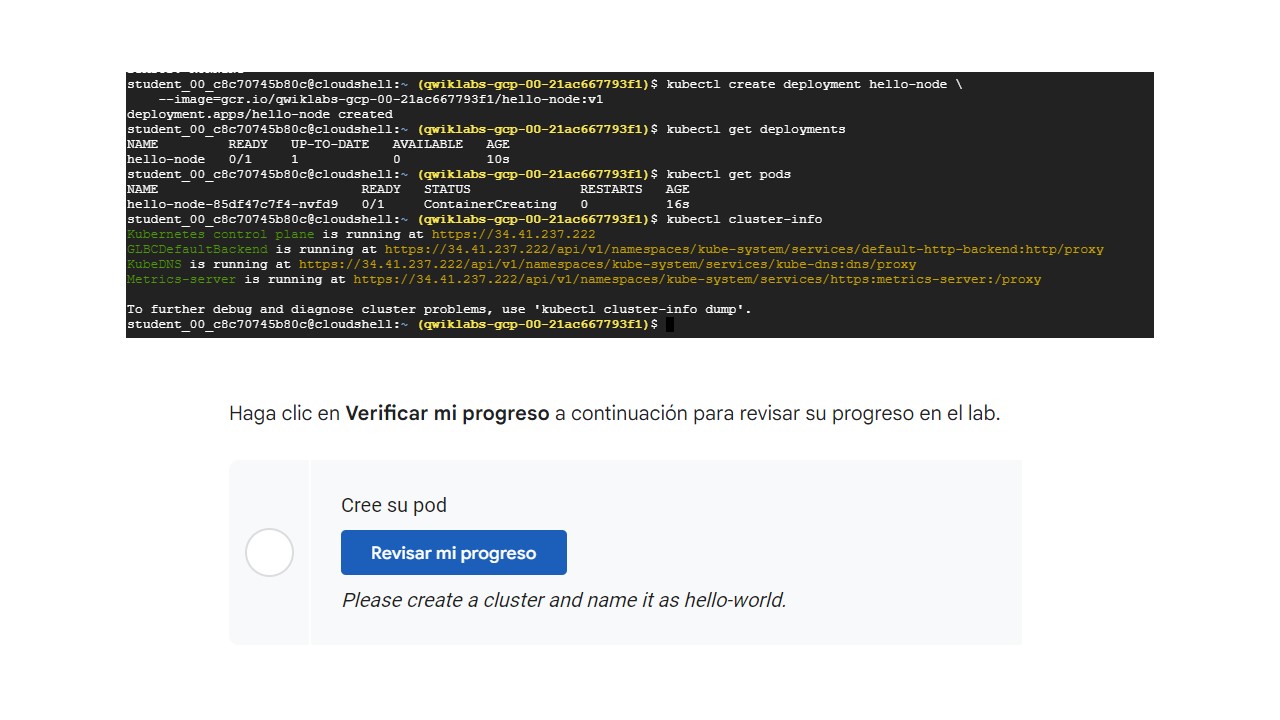 student_00_c8c70745b80c@cloudshell:~ (qwiklabs-gcp-00-21ac667793f1)$ kubectl create deployment hello-node \
    --image=gcr.io/qwiklabs-gcp-00-21ac667793f1/hello-node:v1
deployment.apps/hello-node created
student_00_c8c70745b80c@cloudshell:~ (qwiklabs-gcp-00-21ac667793f1)$ kubectl get deployments
NAME         READY   UP-TO-DATE   AVAILABLE   AGE
hello-node   0/1     1            0           10s
student_00_c8c70745b80c@cloudshell:~ (qwiklabs-gcp-00-21ac667793f1)$ kubectl get pods
NAME                          READY   STATUS              RESTARTS   AGE
hello-node-85df47c7f4-nvfd9   0/1     ContainerCreating   0          16s
student_00_c8c70745b80c@cloudshell:~ (qwiklabs-gcp-00-21ac667793f1)$ kubectl cluster-info
Kubernetes control plane is running at https://34.41.237.222
GLBCDefaultBackend is running at https://34.41.237.222/api/v1/namespaces/kube-system/services/default-http-backend:http/proxy
KubeDNS is running at https://34.41.237.222/api/v1/namespaces/kube-system/services/kube-dns:dns/proxy
Metrics-server is running at https://34.41.237.222/api/v1/namespaces/kube-system/services/https:metrics-server:/proxy
To further debug and diagnose cluster problems, use 'kubectl cluster-info dump'.
student_00_c8c70745b80c@cloudshell:~ (qwiklabs-gcp-00-21ac667793f1)$
Haga clic en Verificar mi progreso a continuación para revisar su progreso en el lab.
Cree su pod
Revisar mi progreso
Please create a cluster and name it as hello-world.